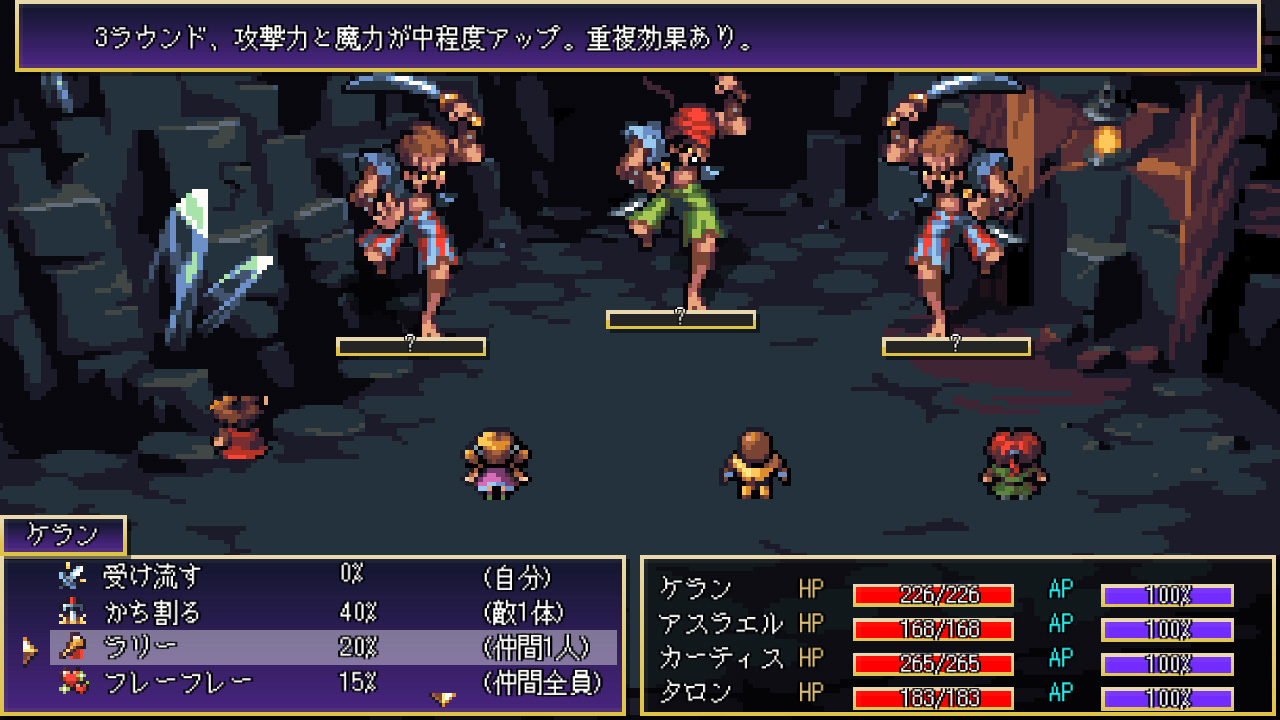 3ラウンド、攻撃力と魔力が中程度アップ。重複効果あり。
?
?
?
ケラン
受け流す 0% (自分)
かち割る 40% (敵1体)
ラリー 20% (仲間1人)
フレーフレー 15% (仲間全員)
ケラン HP 226/226 AP 100%
アスラエル HP 168/168 AP 100%
カーティス HP 265/265 AP 100%
タロン HP 183/183 AP 100%